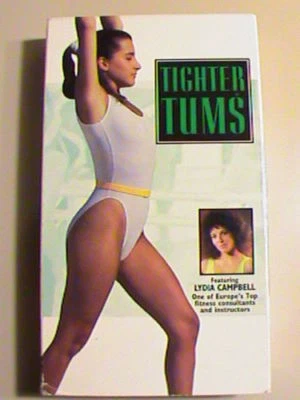 TIGHTER
TUMS
Featuring
LYDIA CAMPBELL
One of Europe's Top
fitness consultants
and instructors